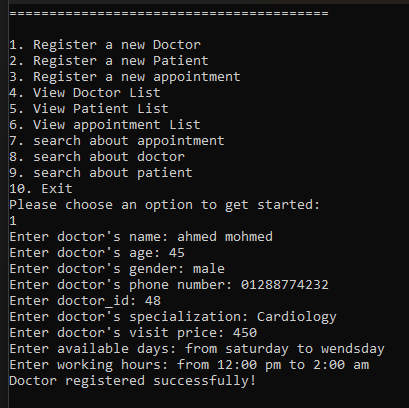 ========================================
1. Register a new Doctor
2. Register a new Patient
3. Register a new appointment
4. View Doctor List
5. View Patient List
6. View appointment List
7. search about appointment
8. search about doctor
9. search about patient
10. Exit
Please choose an option to get started:
1
Enter doctor's name: ahmed mohmed
Enter doctor's age: 45
Enter doctor's gender: male
Enter doctor's phone number: 01288774232
Enter doctor_id: 48
Enter doctor's specialization: Cardiology
Enter doctor's visit price: 450
Enter available days: from saturday to wendsday
Enter working hours: from 12:00 pm to 2:00 am
Doctor registered successfully!